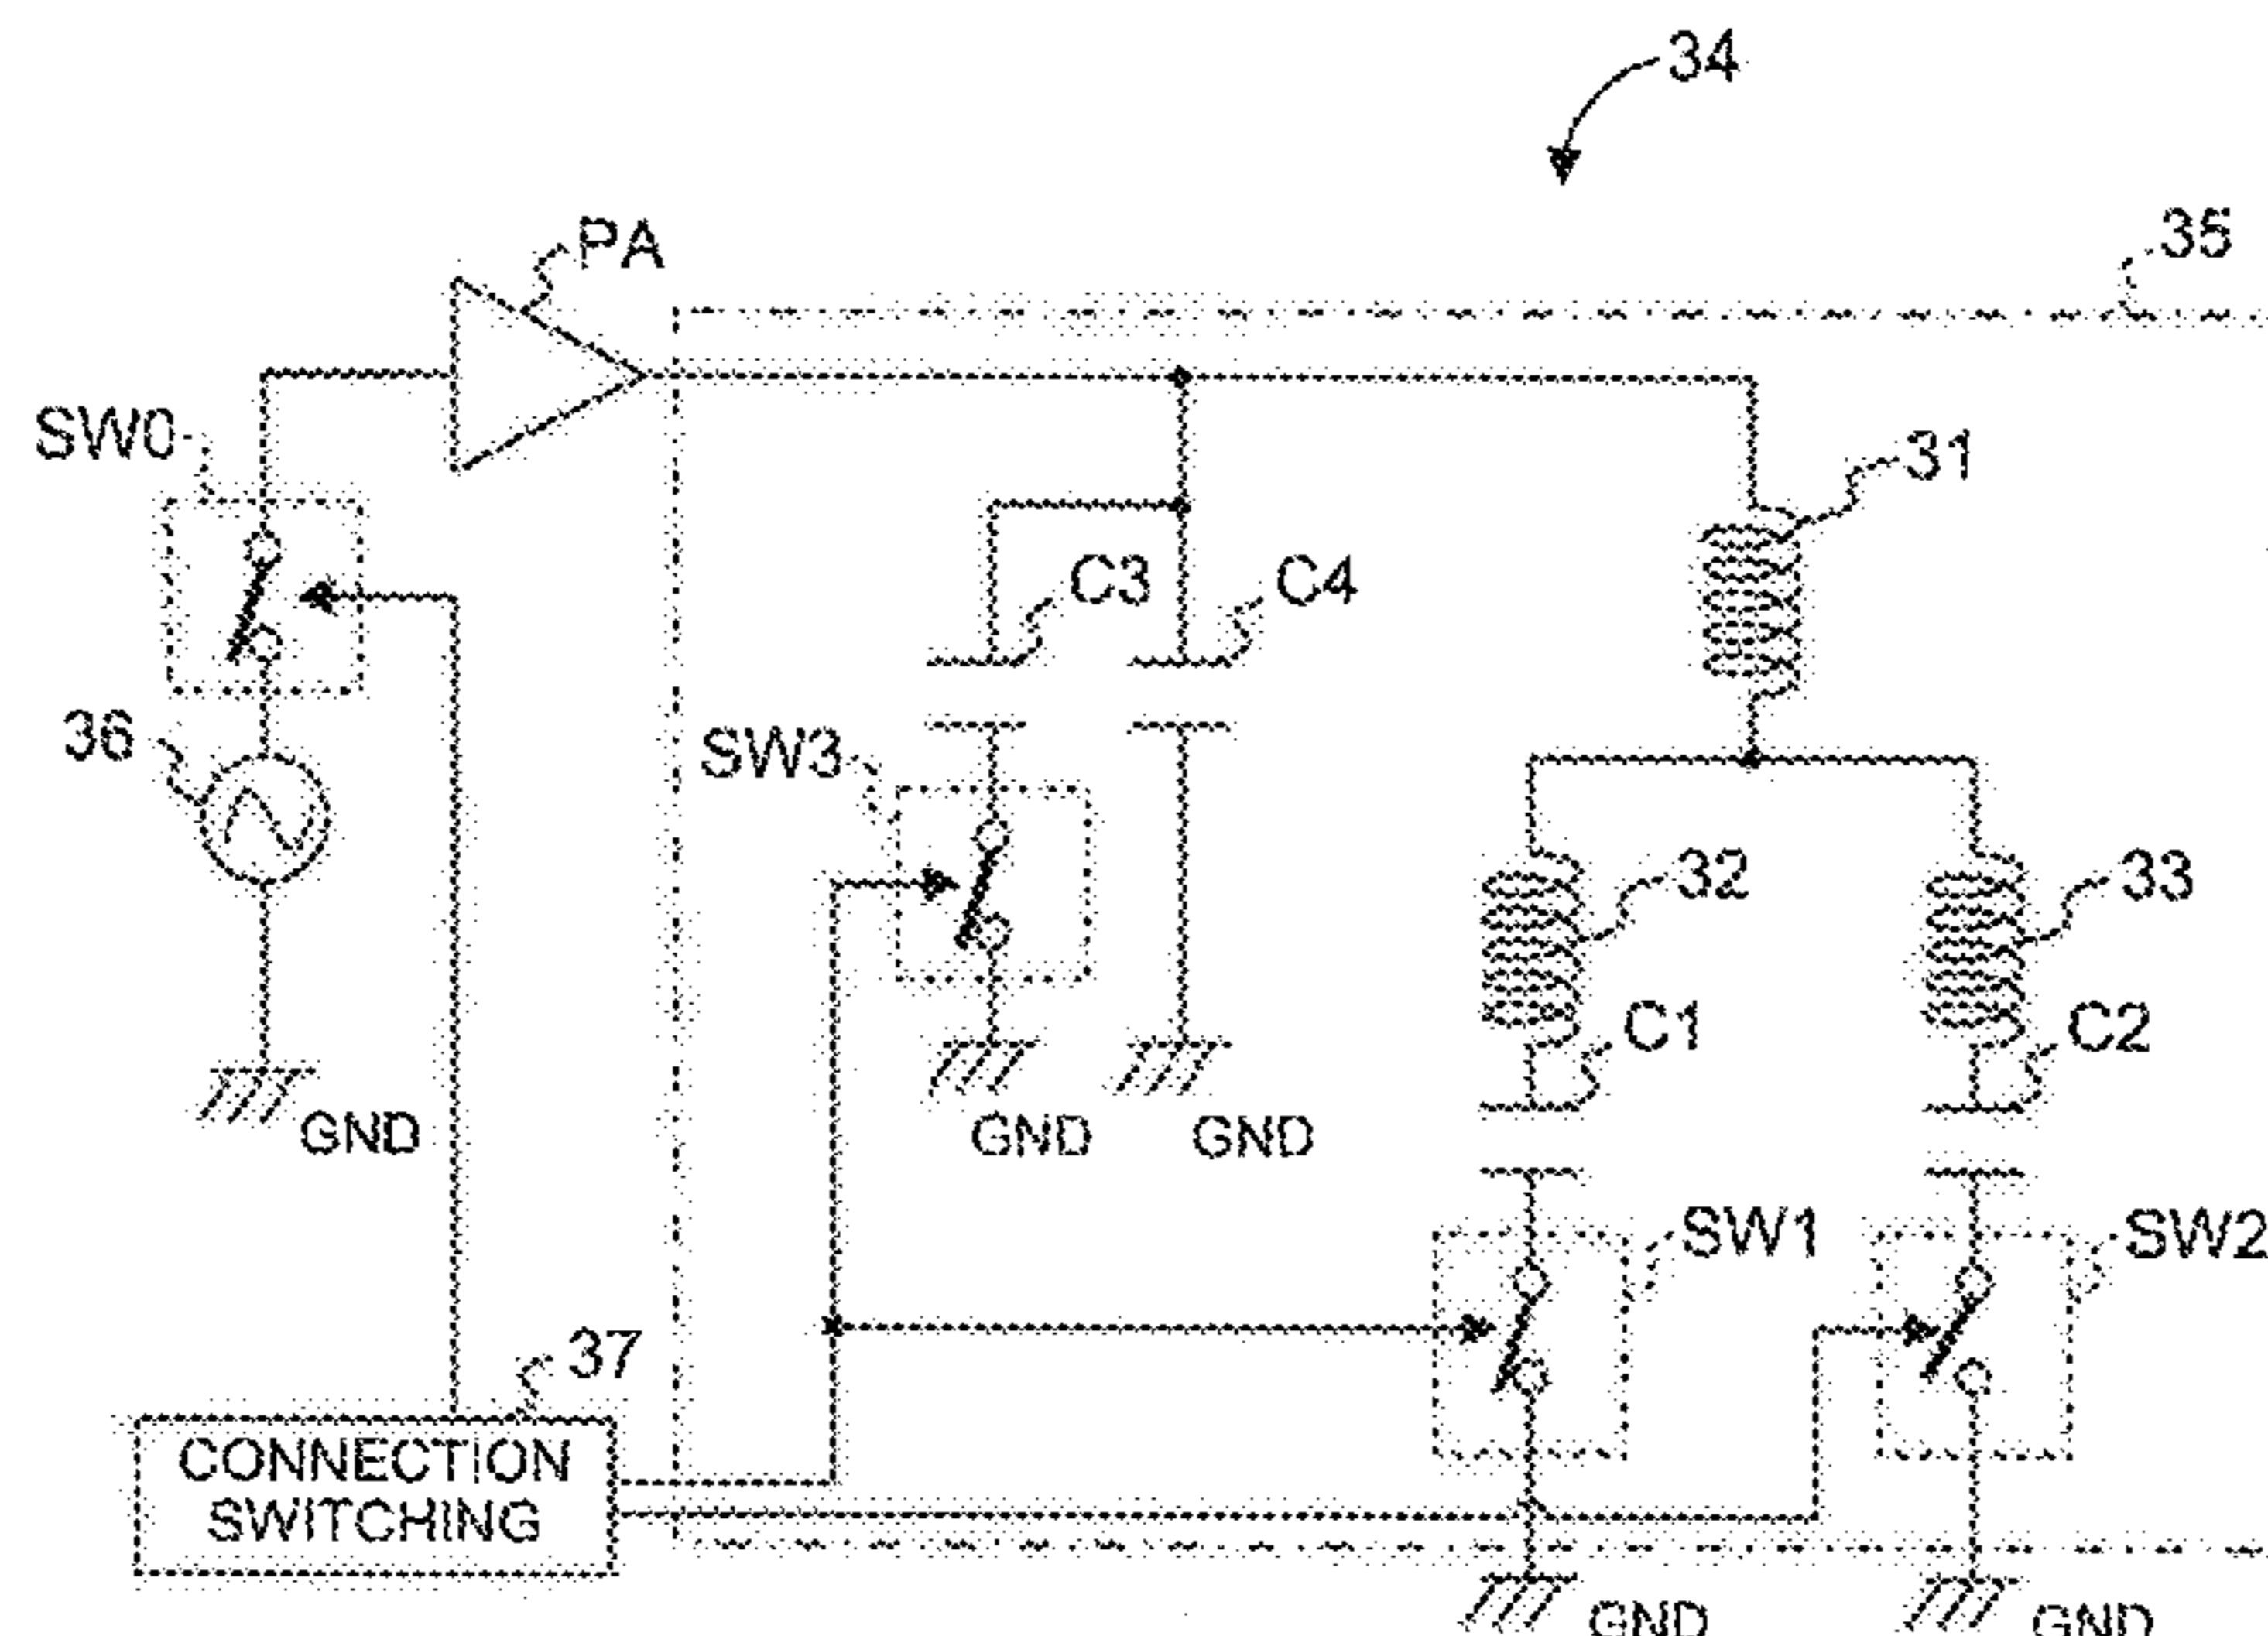 34
35
PA
SW0
31
C3
C4
36
SW3
32
33
C1
C2
GND
GND
GND
SW1
SW2
37
CONNECTION
SWITCHING
GND
GND